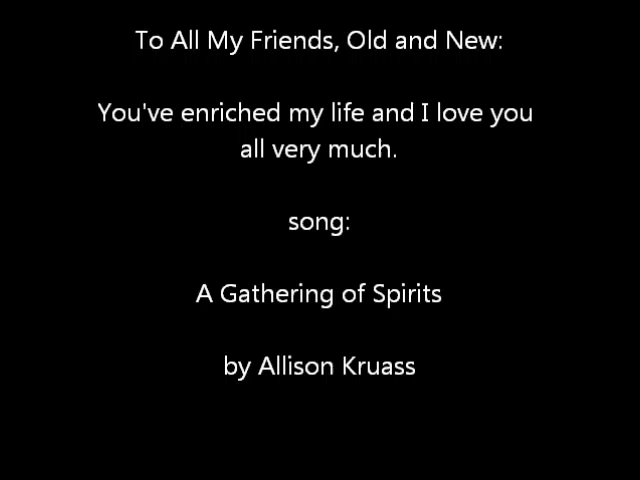 To All My Friends, Old and New:
You've enriched my life and I love you
all very much.
song:
A Gathering of Spirits
by Allison Kruass